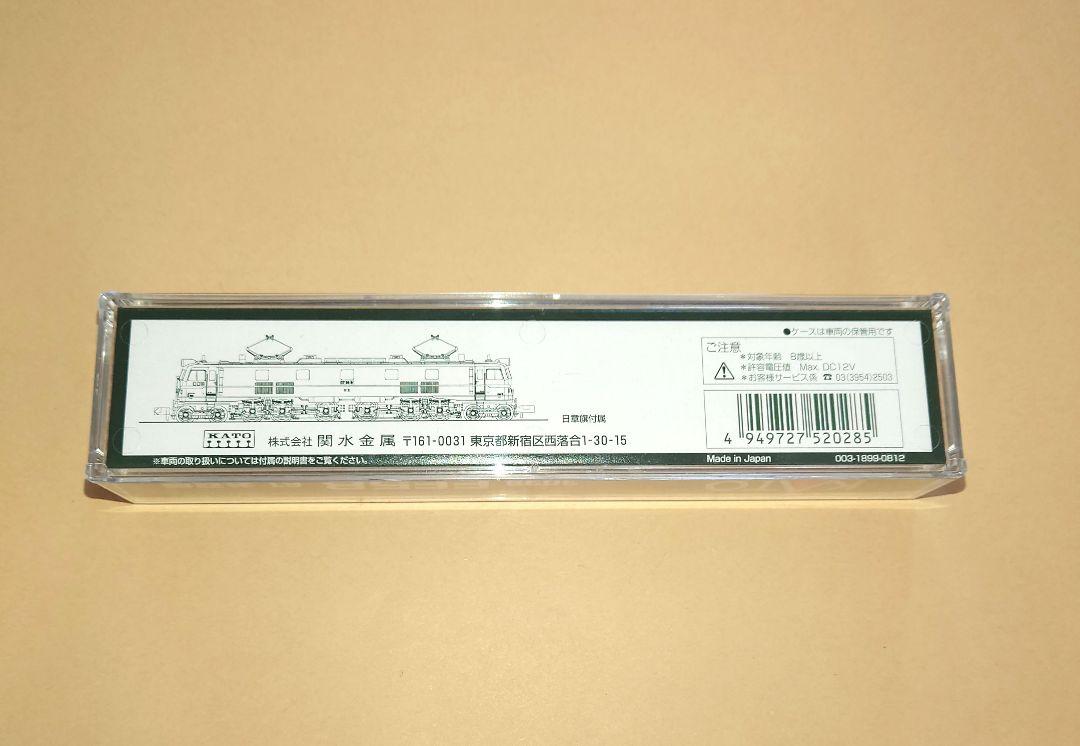 ●ケースは車両の保管用です
ご注意
*対象年齢 8歳以上
*許容電圧値 Max. DC12V
*お客様サービス係 ☎ 03(3954)2503
日章旗付属
KATO 株式会社 関水金属 〒161-0031 東京都新宿区西落合1-30-15
4 949727 520285
※車両の取り扱いについては付属の説明書をご覧ください。
Made in Japan 003-1899-0812